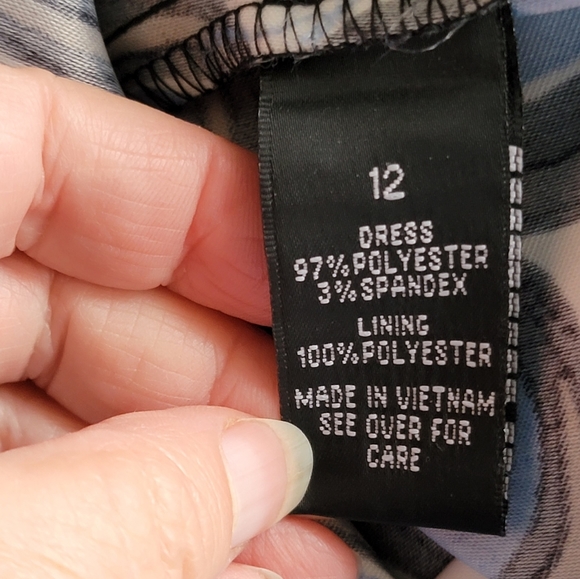 12
DRESS
97%POLYESTER
3%SPANDEX
LINING
100%POLYESTER
MADE IN VIETNAM
SEE OVER FOR
CARE